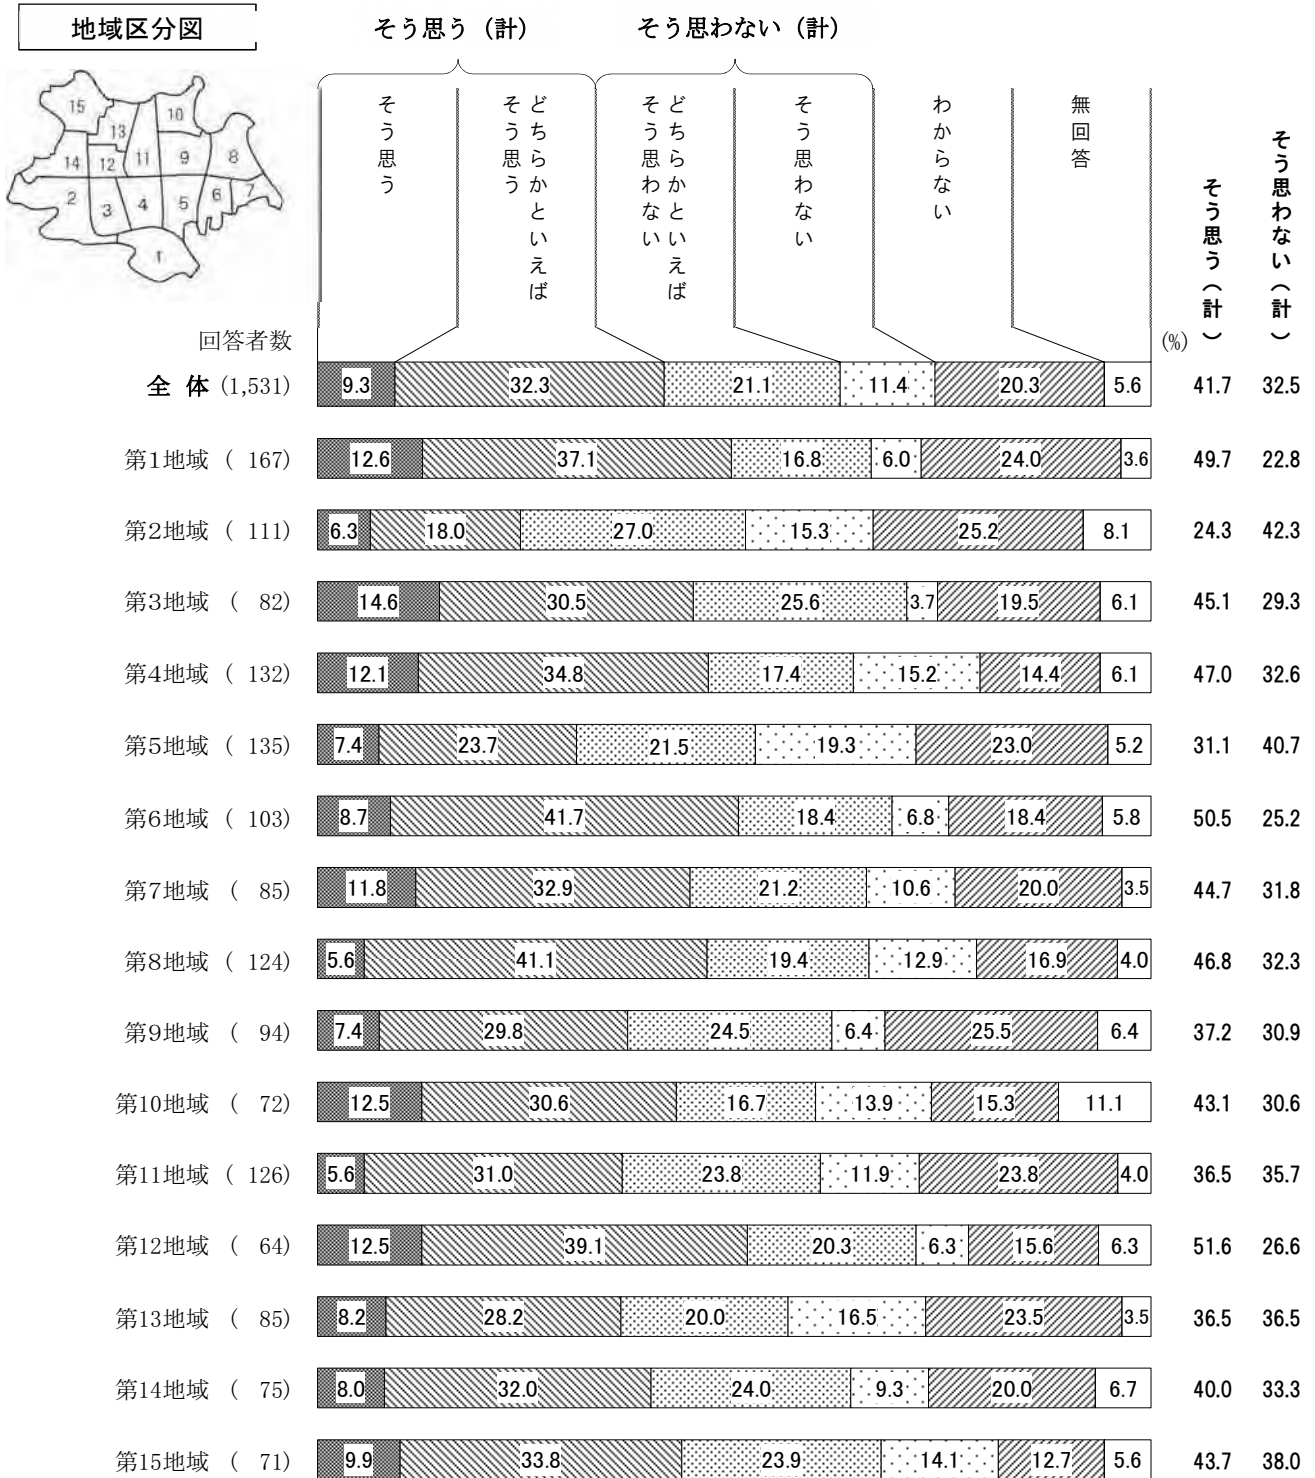 地域区分図
そう思う（計）
そう思わない（計）
15
10
13
14
12
11
9
8
2
3
4
5
6
7
1
そう思う
どちらかといえば
そう思う
どちらかといえば
そう思わない
そう思わない
わからない
無回答
そう思う（計）
そう思わない（計）
回答者数
(%)
全 体 (1,531) 9.3 32.3 21.1 11.4 20.3 5.6 41.7 32.5
第1地域 ( 167) 12.6 37.1 16.8 6.0 24.0 3.6 49.7 22.8
第2地域 ( 111) 6.3 18.0 27.0 15.3 25.2 8.1 24.3 42.3
第3地域 ( 82) 14.6 30.5 25.6 3.7 19.5 6.1 45.1 29.3
第4地域 ( 132) 12.1 34.8 17.4 15.2 14.4 6.1 47.0 32.6
第5地域 ( 135) 7.4 23.7 21.5 19.3 23.0 5.2 31.1 40.7
第6地域 ( 103) 8.7 41.7 18.4 6.8 18.4 5.8 50.5 25.2
第7地域 ( 85) 11.8 32.9 21.2 10.6 20.0 3.5 44.7 31.8
第8地域 ( 124) 5.6 41.1 19.4 12.9 16.9 4.0 46.8 32.3
第9地域 ( 94) 7.4 29.8 24.5 6.4 25.5 6.4 37.2 30.9
第10地域 ( 72) 12.5 30.6 16.7 13.9 15.3 11.1 43.1 30.6
第11地域 ( 126) 5.6 31.0 23.8 11.9 23.8 4.0 36.5 35.7
第12地域 ( 64) 12.5 39.1 20.3 6.3 15.6 6.3 51.6 26.6
第13地域 ( 85) 8.2 28.2 20.0 16.5 23.5 3.5 36.5 36.5
第14地域 ( 75) 8.0 32.0 24.0 9.3 20.0 6.7 40.0 33.3
第15地域 ( 71) 9.9 33.8 23.9 14.1 12.7 5.6 43.7 38.0